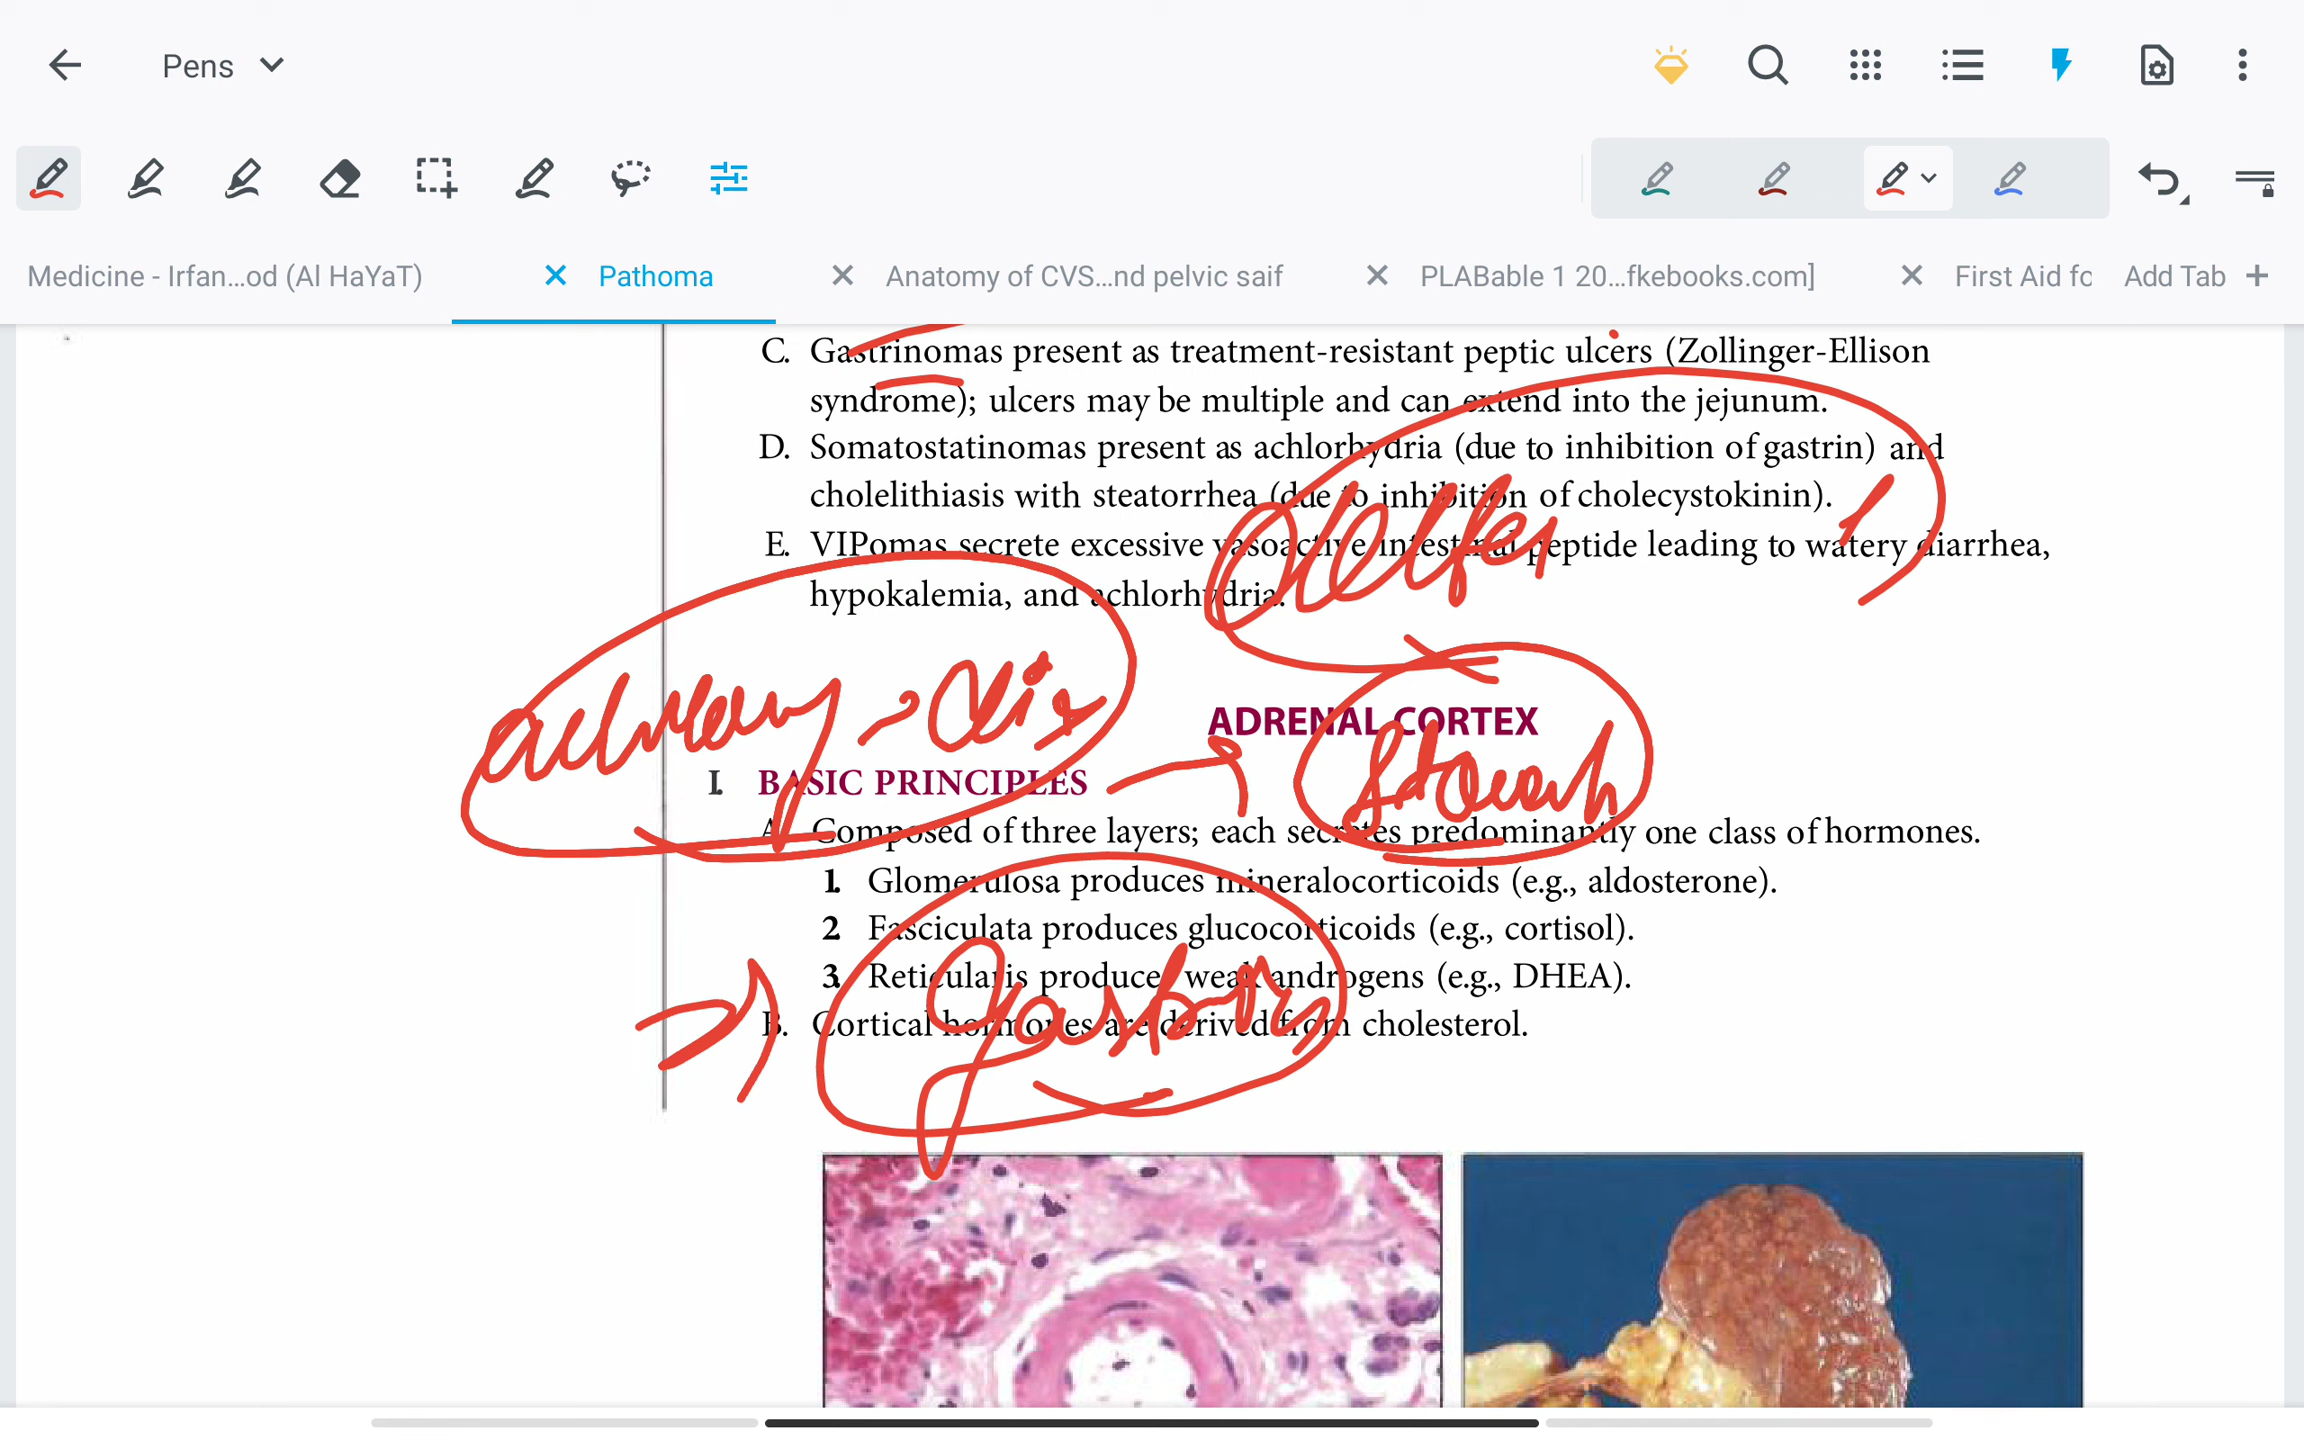 Pens
Medicine - Irfan...od (Al HaYaT) Pathoma Anatomy of CVS...nd pelvic saif PLABable 1 20...fkebooks.com] First Aid fo Add Tab
C. Gastrinomas present as treatment-resistant peptic ulcers (Zollinger-Ellison
syndrome); ulcers may be multiple and can extend into the jejunum.
D. Somatostatinomas present as achlorhydria (due to inhibition of gastrin) and
cholelithiasis with steatorrhea (due to inhibition of cholecystokinin).
E. VIPomas secrete excessive vasoactive intestinal peptide leading to watery diarrhea,
hypokalemia, and achlorhydria.
ADRENAL CORTEX
I. BASIC PRINCIPLES
A. Composed of three layers; each secretes predominantly one class of hormones.
1. Glomerulosa produces mineralocorticoids (e.g., aldosterone).
2 Fasciculata produces glucocorticoids (e.g., cortisol).
3. Reticularis produces weak androgens (e.g., DHEA).
B. Cortical hormones are derived from cholesterol.